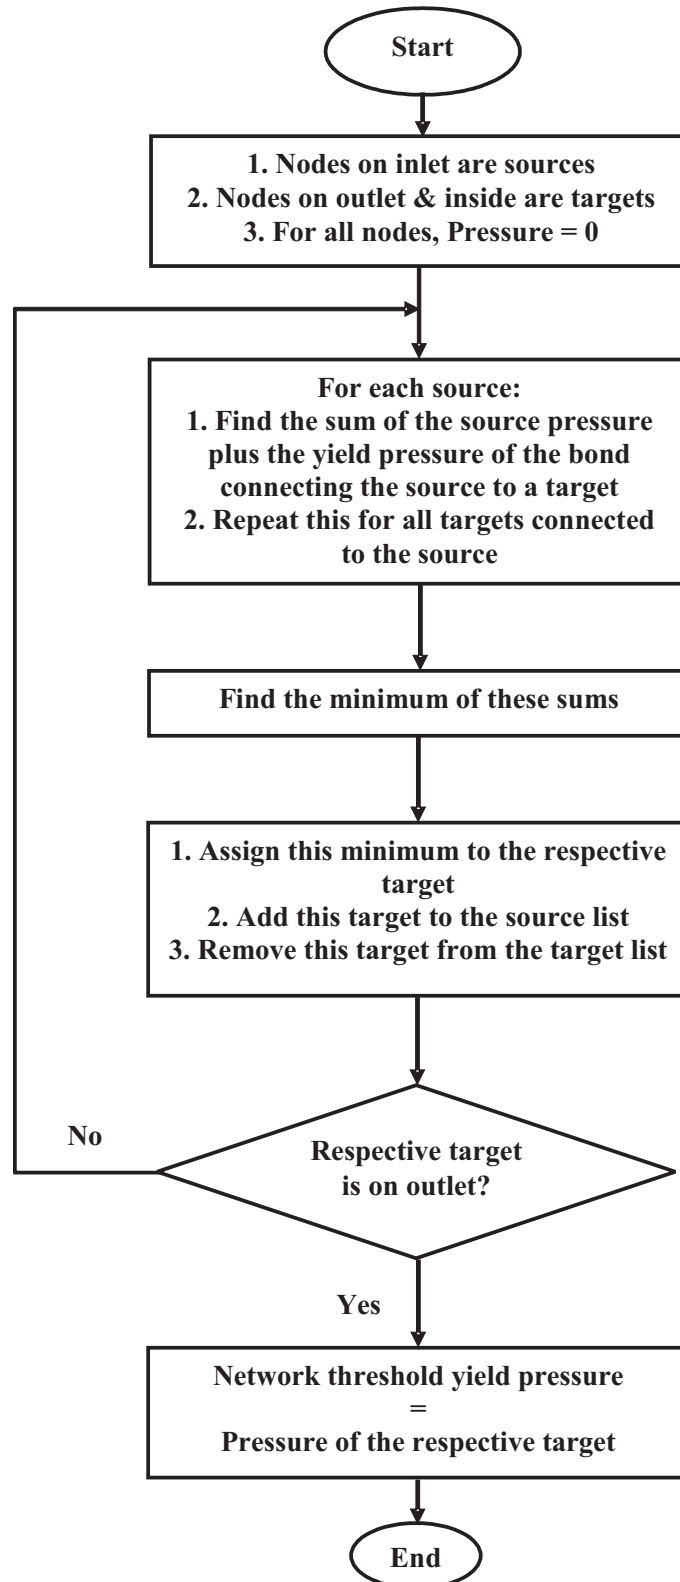 Start
1. Nodes on inlet are sources
2. Nodes on outlet & inside are targets
3. For all nodes, Pressure = 0
For each source:
1. Find the sum of the source pressure
plus the yield pressure of the bond
connecting the source to a target
2. Repeat this for all targets connected
to the source
Find the minimum of these sums
1. Assign this minimum to the respective
target
2. Add this target to the source list
3. Remove this target from the target list
No
Respective target
is on outlet?
Yes
Network threshold yield pressure
=
Pressure of the respective target
End